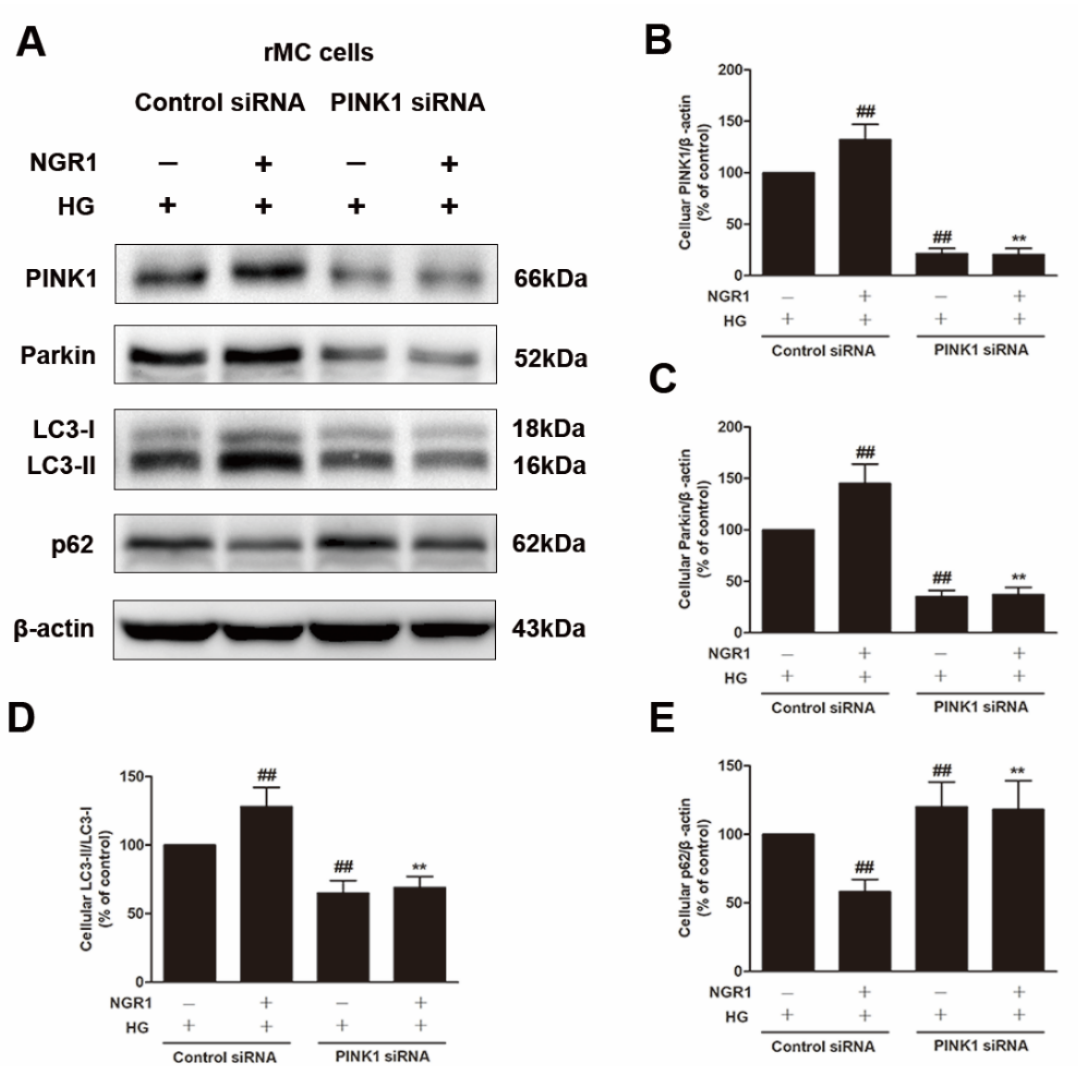 A
rMC cells
Control siRNA PINK1 siRNA
NGR1 – + – +
HG + + + +
PINK1 66kDa
Parkin 52kDa
LC3-I 18kDa
LC3-II 16kDa
p62 62kDa
β-actin 43kDa
B
Celluar PINK1/β -actin
(% of control)
200
150
100
50
0
##
##
**
NGR1 – + – +
HG + + + +
Control siRNA PINK1 siRNA
C
Cellular Parkin/β -actin
(% of control)
200
150
100
50
0
##
##
**
NGR1 – + – +
HG + + + +
Control siRNA PINK1 siRNA
D
Cellular LC3-II/LC3-I
(% of control)
150
100
50
0
##
##
**
NGR1 – + – +
HG + + + +
Control siRNA PINK1 siRNA
E
Cellular p62/β -actin
(% of control)
150
100
50
0
##
##
**
NGR1 – + – +
HG + + + +
Control siRNA PINK1 siRNA